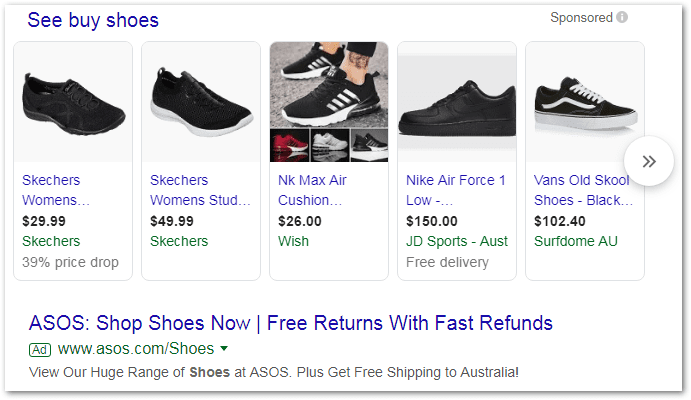 See buy shoes
Sponsored
Skechers
Womens…
$29.99
Skechers
39% price drop
Skechers
Womens Stud…
$49.99
Skechers
Nk Max Air
Cushion…
$26.00
Wish
Nike Air Force 1
Low -…
$150.00
JD Sports - Aust
Free delivery
Vans Old Skool
Shoes - Black…
$102.40
Surfdome AU
ASOS: Shop Shoes Now | Free Returns With Fast Refunds
Ad www.asos.com/Shoes
View Our Huge Range of Shoes at ASOS. Plus Get Free Shipping to Australia!